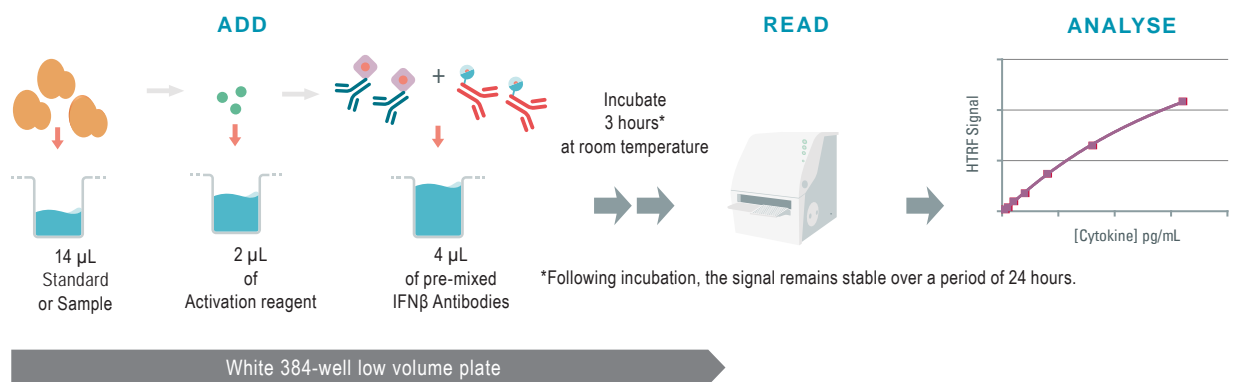 ADD
READ
ANALYSE
+
Incubate
3 hours*
at room temperature
HTRF Signal
[Cytokine] pg/mL
14 µL
Standard
or Sample
2 µL
of
Activation reagent
4 µL
of pre-mixed
IFNβ Antibodies
*Following incubation, the signal remains stable over a period of 24 hours.
White 384-well low volume plate